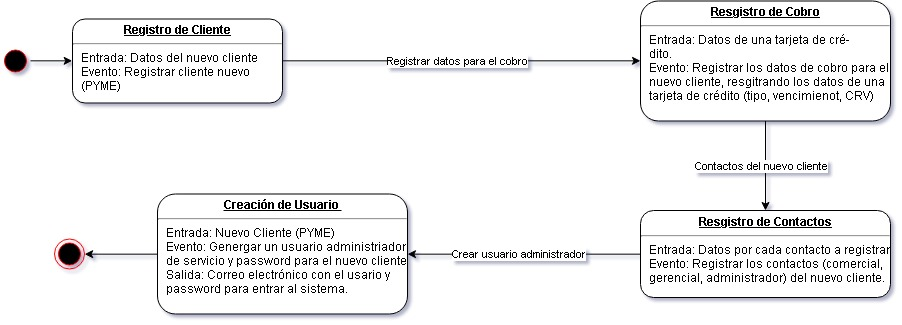 Registro de Cliente
Entrada: Datos del nuevo cliente
Evento: Registrar cliente nuevo
(PYME)
Registrar datos para el cobro
Resgistro de Cobro
Entrada: Datos de una tarjeta de cré-
dito.
Evento: Registrar los datos de cobro para el
nuevo cliente, resgitrando los datos de una
tarjeta de crédito (tipo, vencimienot, CRV)
Contactos del nuevo cliente
Resgistro de Contactos
Entrada: Datos por cada contacto a registrar
Evento: Registrar los contactos (comercial,
gerencial, administrador) del nuevo cliente.
Crear usuario administrador
Creación de Usuario
Entrada: Nuevo Cliente (PYME)
Evento: Genergar un usuario administriador
de servicio y password para el nuevo cliente
Salida: Correo electrónico con el usario y
password para entrar al sistema.